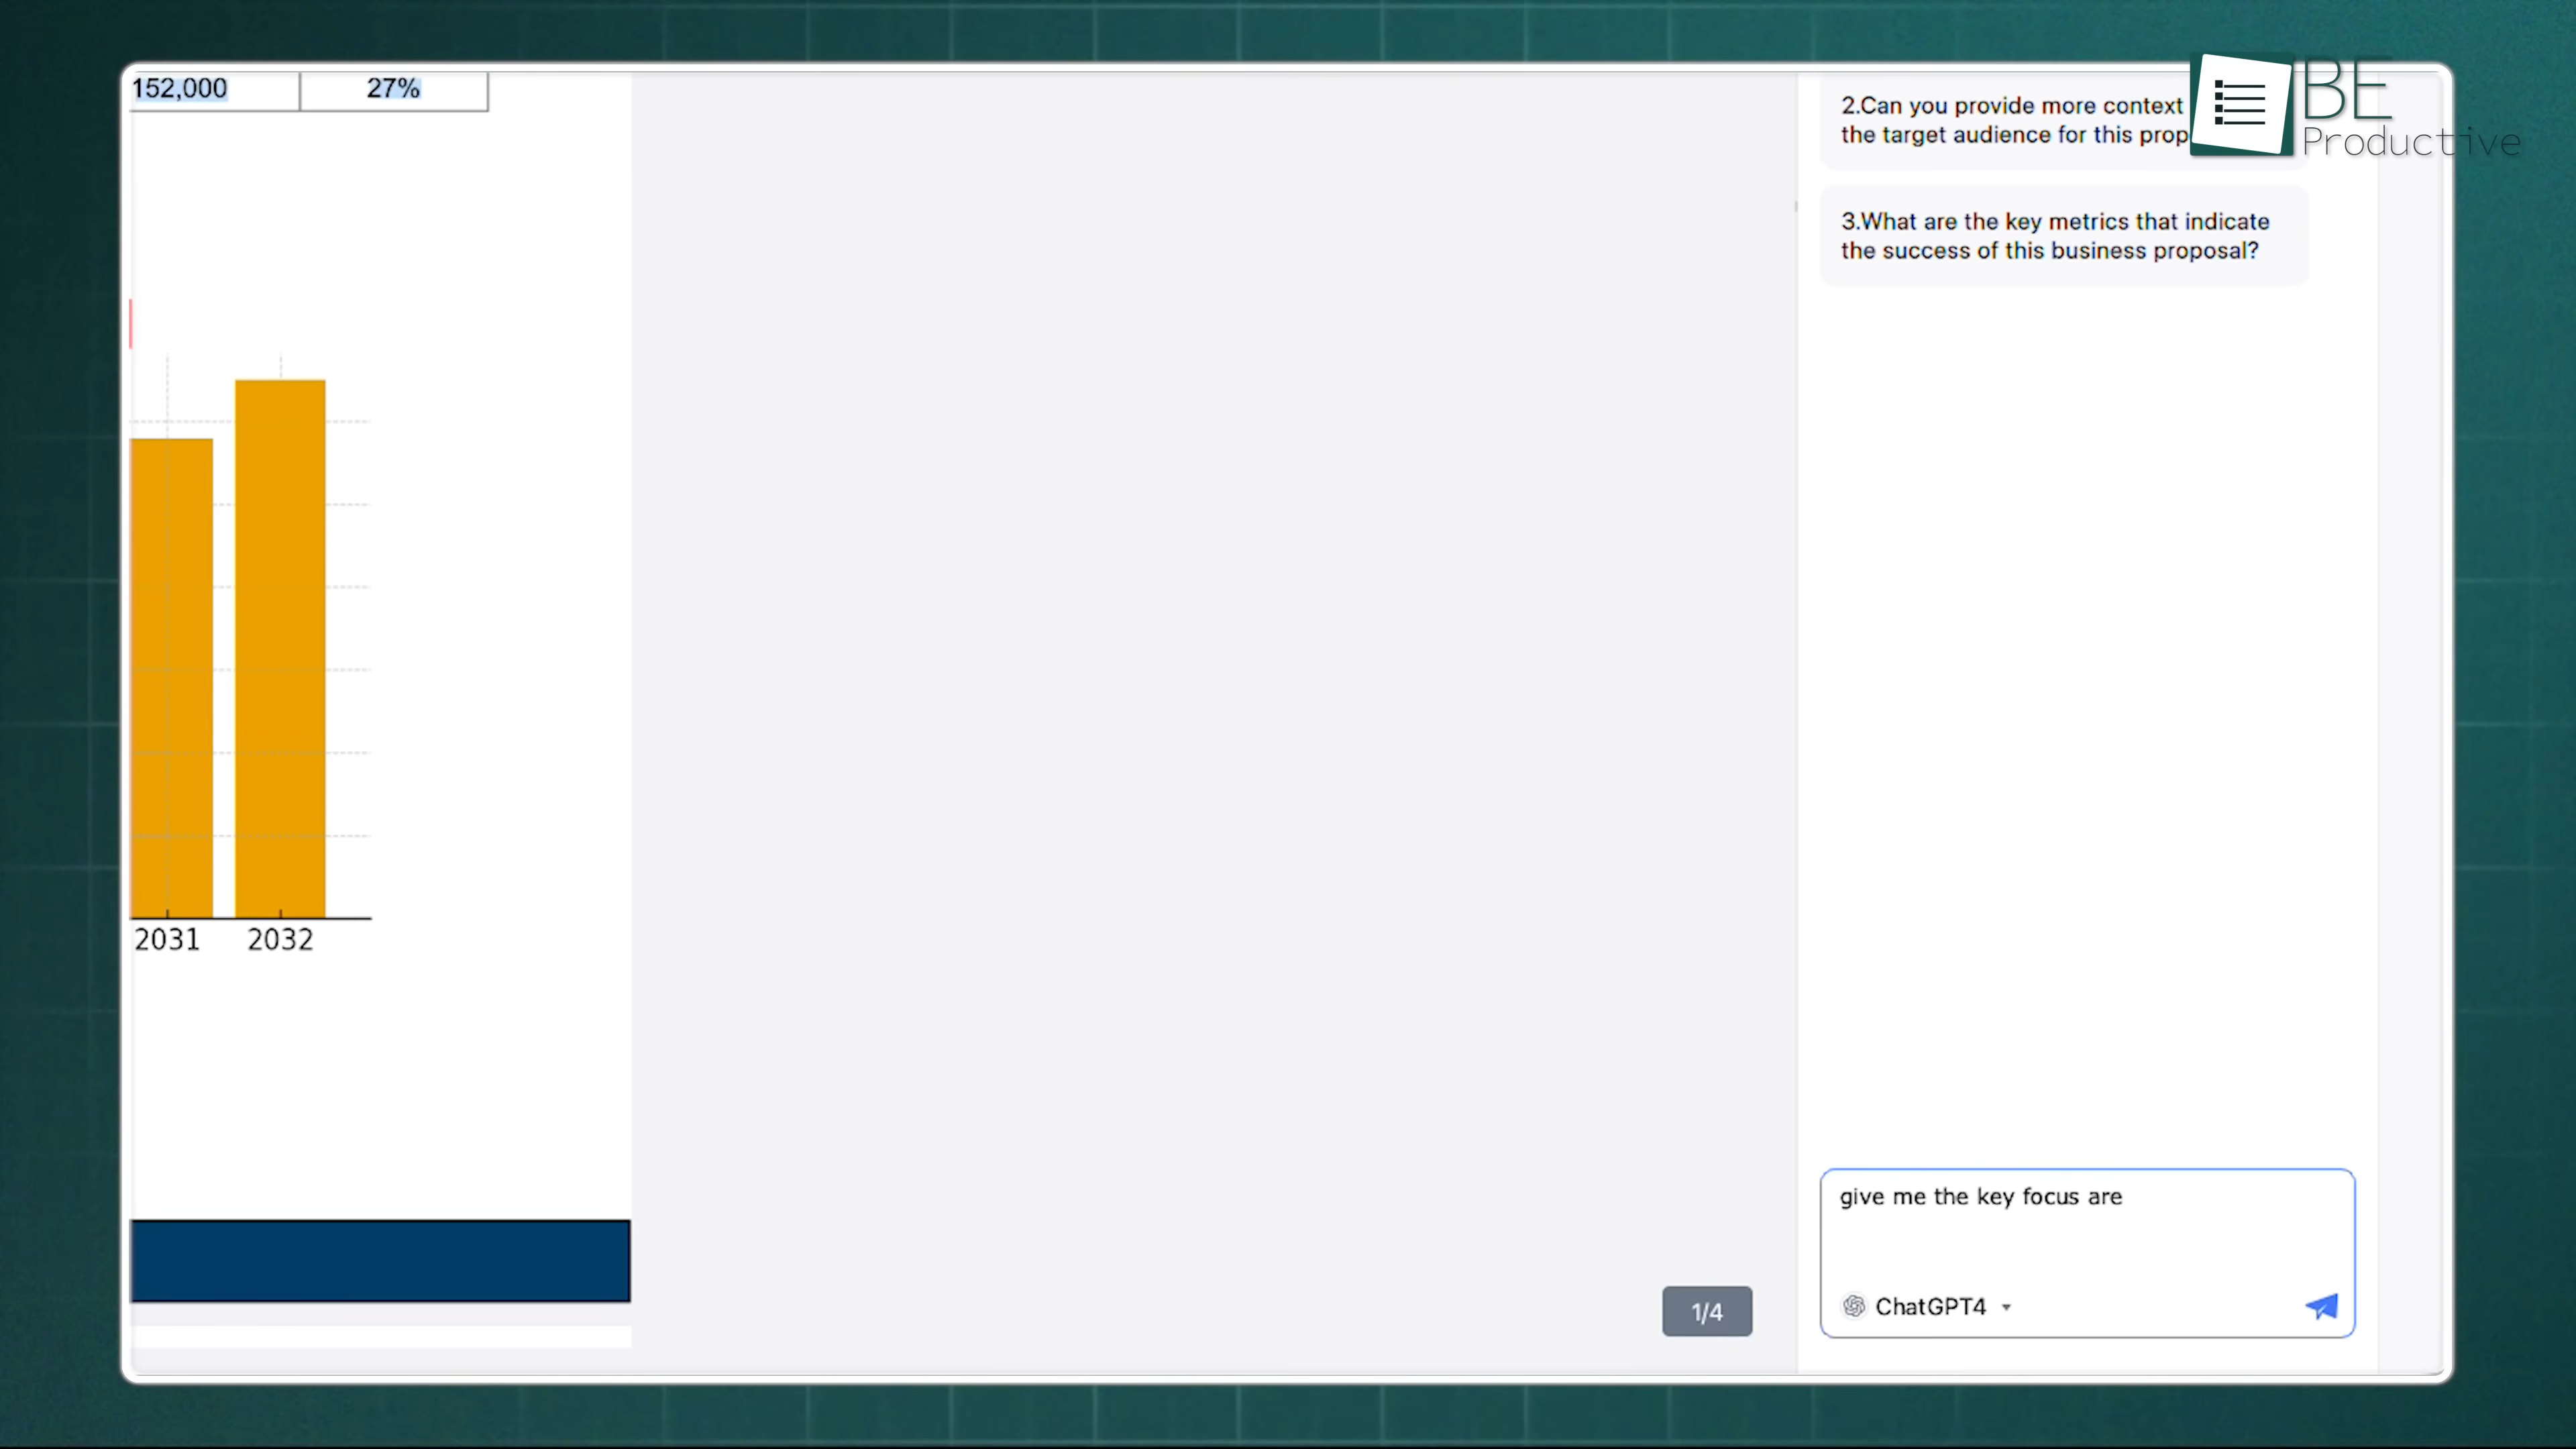 152,000 27%
2031 2032
1/4
2.Can you provide more context
the target audience for this prop
3.What are the key metrics that indicate
the success of this business proposal?
give me the key focus are
ChatGPT4
BE
Productive